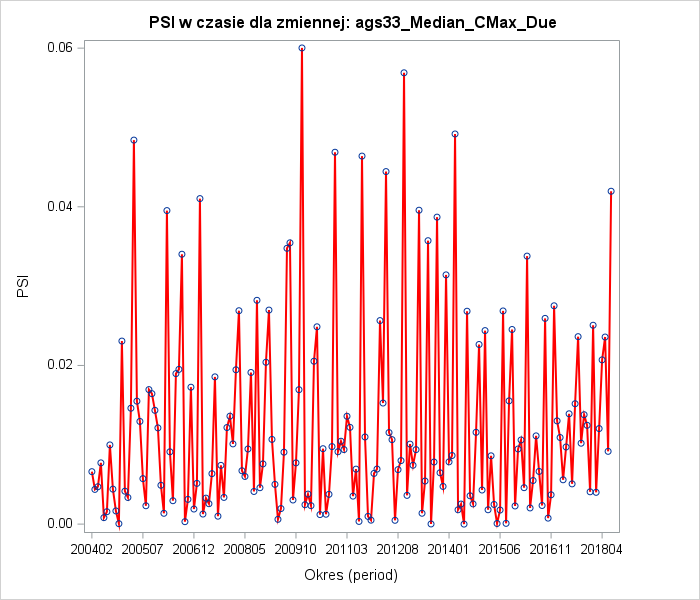 PSI w czasie dla zmiennej: ags33_Median_CMax_Due
0.06
0.04
0.02
0.00
PSI
200402 200507 200612 200805 200910 201103 201208 201401 201506 201611 201804
Okres (period)